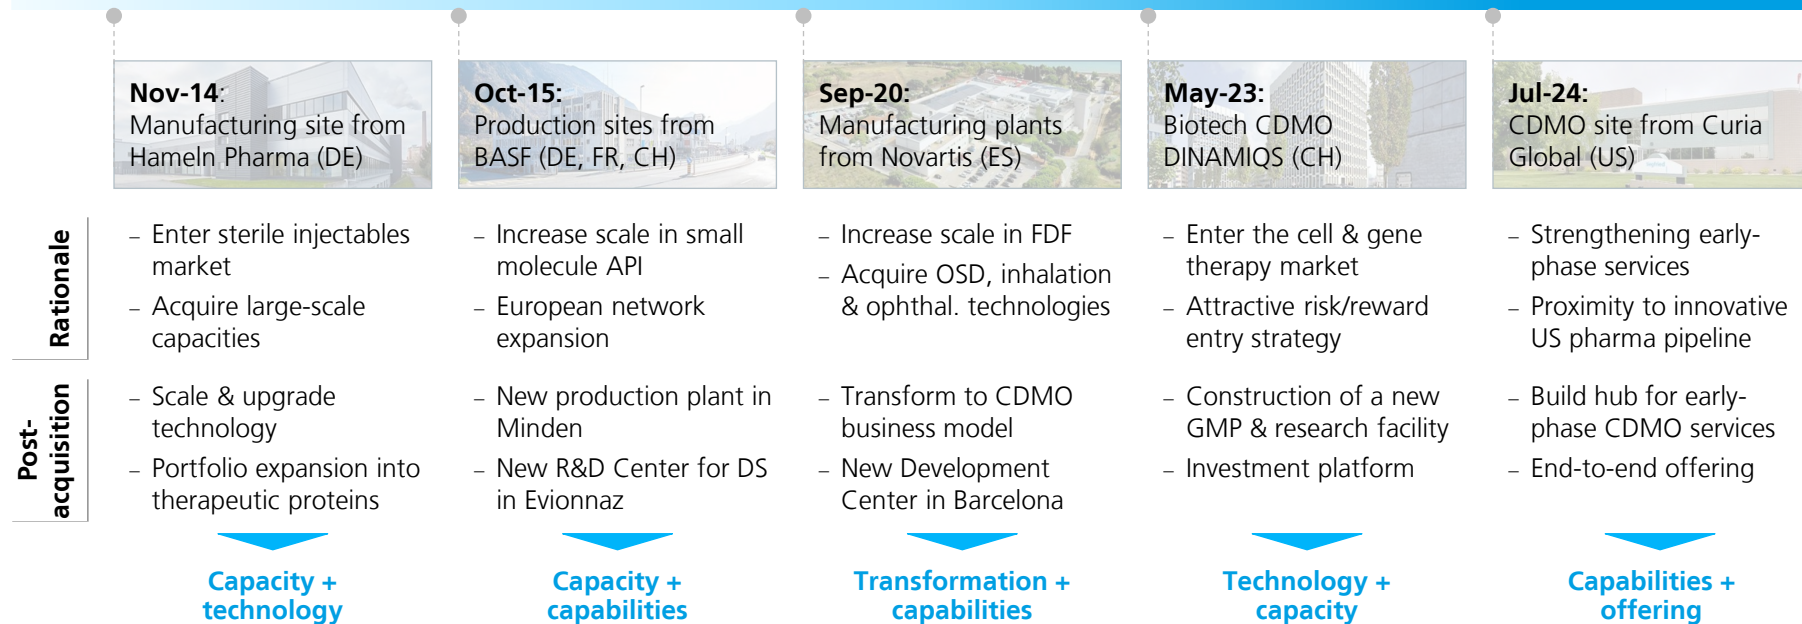 Nov-14:
Manufacturing site from
Hameln Pharma (DE)
Oct-15:
Production sites from
BASF (DE, FR, CH)
Sep-20:
Manufacturing plants
from Novartis (ES)
May-23:
Biotech CDMO
DINAMIQS (CH)
Jul-24:
CDMO site from Curia
Global (US)
Rationale
– Enter sterile injectables
market
– Acquire large-scale
capacities
– Increase scale in small
molecule API
– European network
expansion
– Increase scale in FDF
– Acquire OSD, inhalation
& ophthal. technologies
– Enter the cell & gene
therapy market
– Attractive risk/reward
entry strategy
– Strengthening early-
phase services
– Proximity to innovative
US pharma pipeline
Post-
acquisition
– Scale & upgrade
technology
– Portfolio expansion into
therapeutic proteins
– New production plant in
Minden
– New R&D Center for DS
in Evionnaz
– Transform to CDMO
business model
– New Development
Center in Barcelona
– Construction of a new
GMP & research facility
– Investment platform
– Build hub for early-
phase CDMO services
– End-to-end offering
Capacity +
technology
Capacity +
capabilities
Transformation +
capabilities
Technology +
capacity
Capabilities +
offering